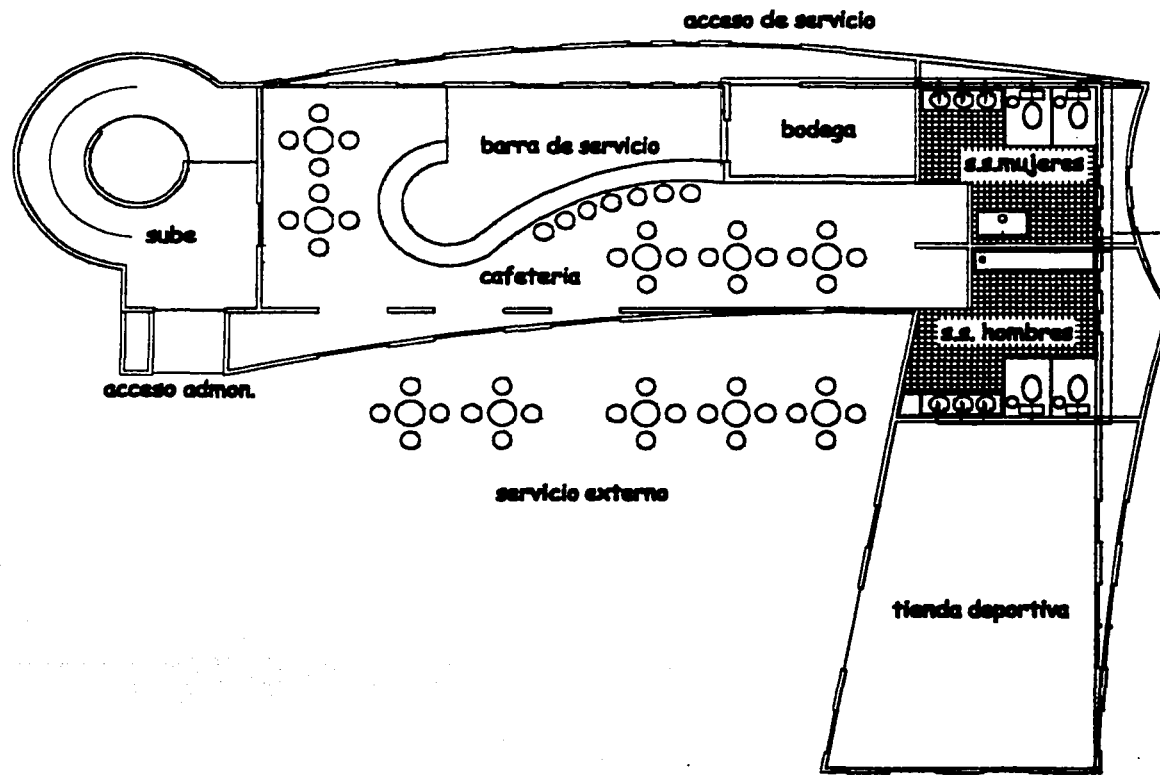 acceso de servicio
barra de servicio
bodega
s.s.mujeres
sube
cafeteria
s.s. hombres
acceso admon.
servicio externo
tienda deportiva